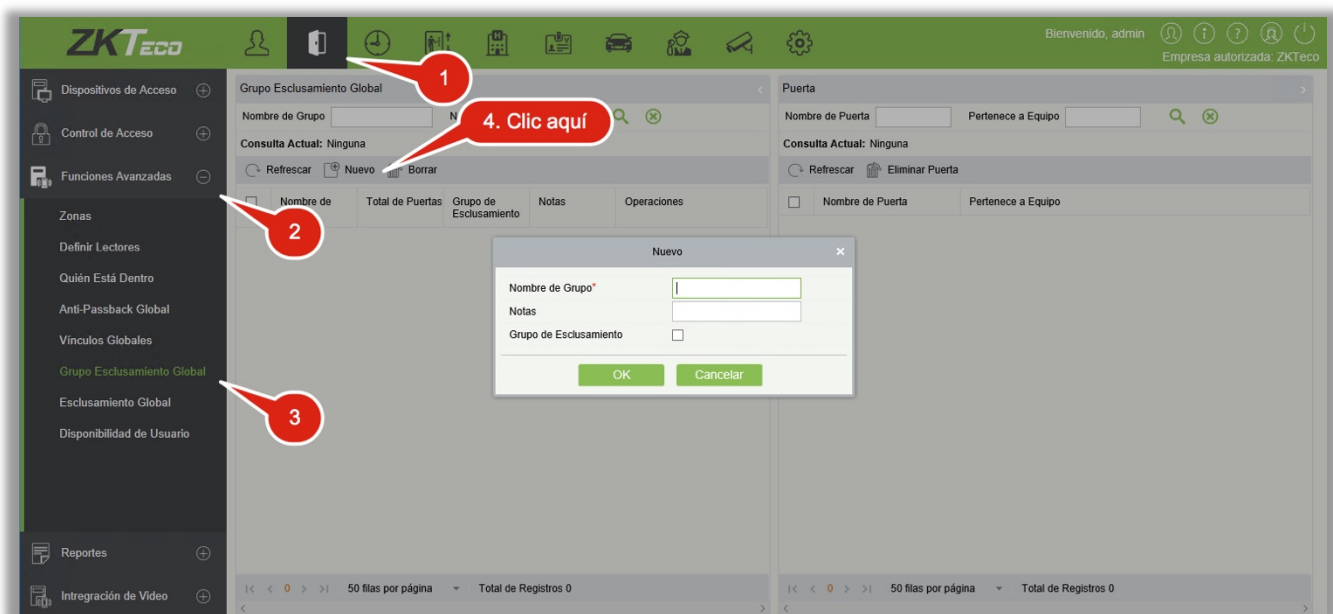 ZKTeco
Bienvenido, admin
Empresa autorizada: ZKTeco
1
Dispositivos de Acceso
Control de Acceso
Funciones Avanzadas
2
Zonas
Definir Lectores
Quién Está Dentro
Anti-Passback Global
Vínculos Globales
Grupo Esclusamiento Global
3
Esclusamiento Global
Disponibilidad de Usuario
Reportes
Intregración de Video
Grupo Esclusamiento Global
Nombre de Grupo
4. Clic aquí
Consulta Actual: Ninguna
Refrescar Nuevo Borrar
Nombre de Total de Puertas Grupo de Esclusamiento Notas Operaciones
Nuevo
Nombre de Grupo*
Notas
Grupo de Esclusamiento
OK Cancelar
0 50 filas por página Total de Registros 0
Puerta
Nombre de Puerta Pertenece a Equipo
Consulta Actual: Ninguna
Refrescar Eliminar Puerta
Nombre de Puerta Pertenece a Equipo
0 50 filas por página Total de Registros 0